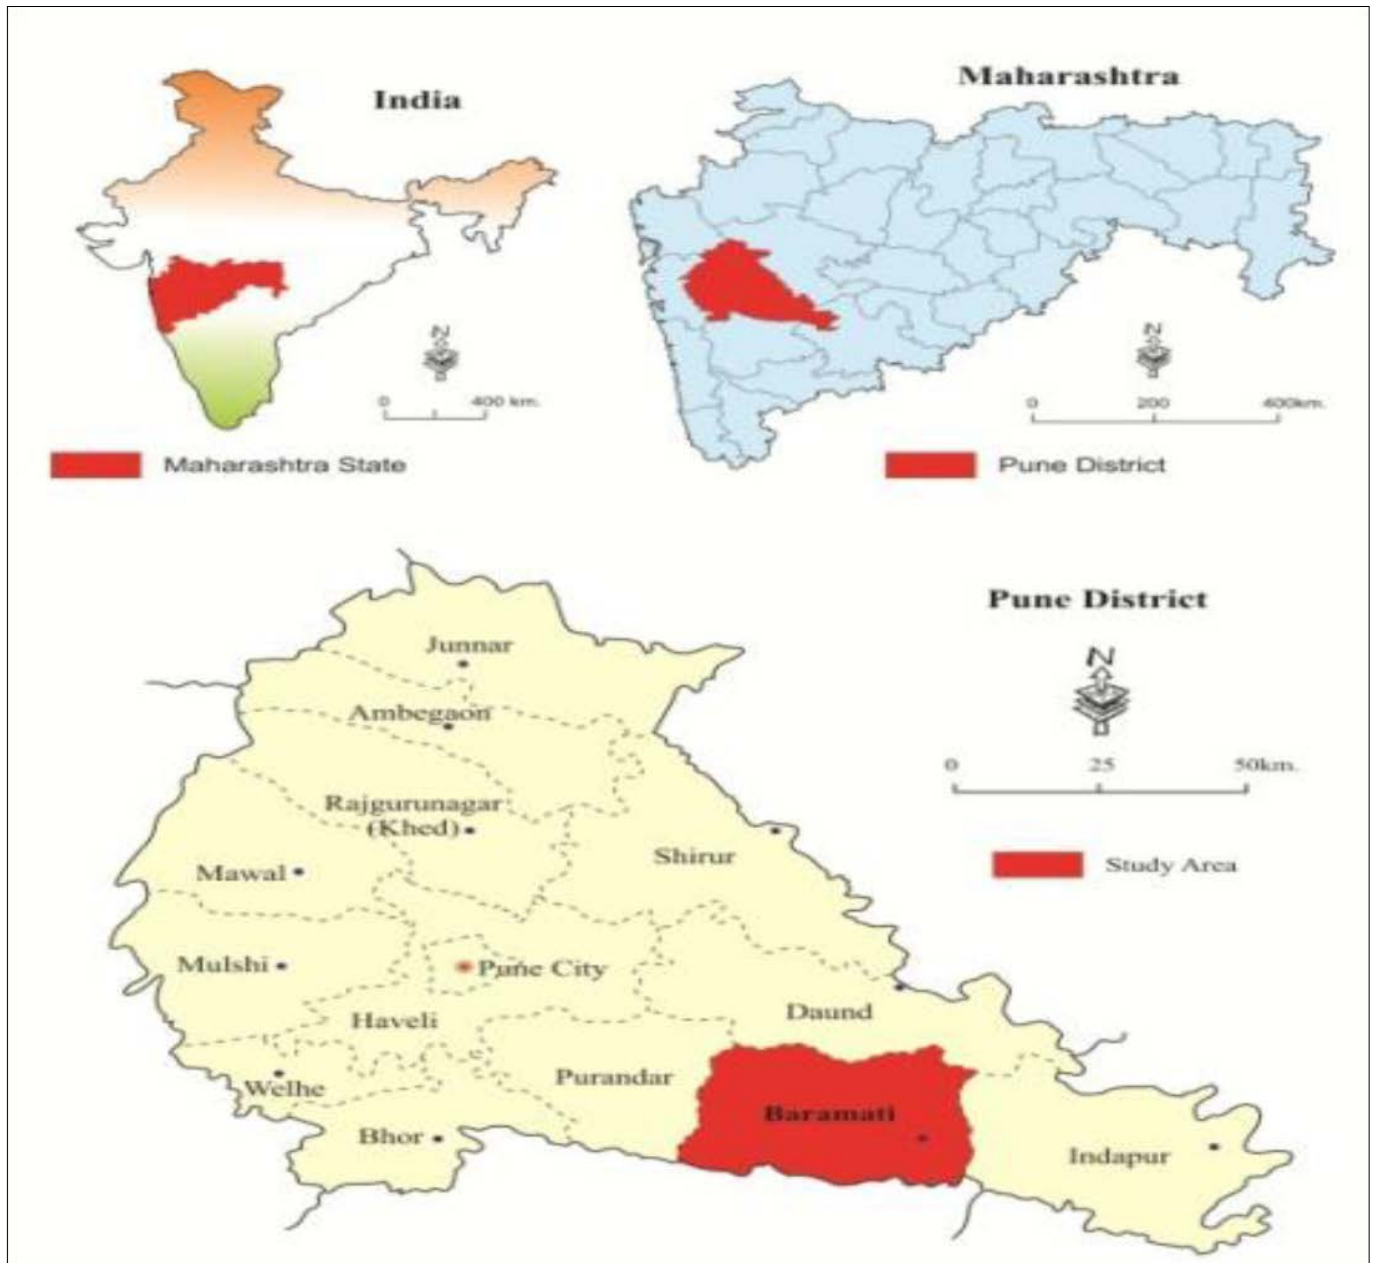 India
N
0 400 km.
Maharashtra State
Maharashtra
N
0 200 400km.
Pune District
Pune District
N
0 25 50km.
Study Area
Junnar
Ambegaon
Rajgurunagar
(Khed)
Shirur
Mawal
Mulshi
Pune City
Haveli
Daund
Welhe
Purandar
Baramati
Bhor
Indapur